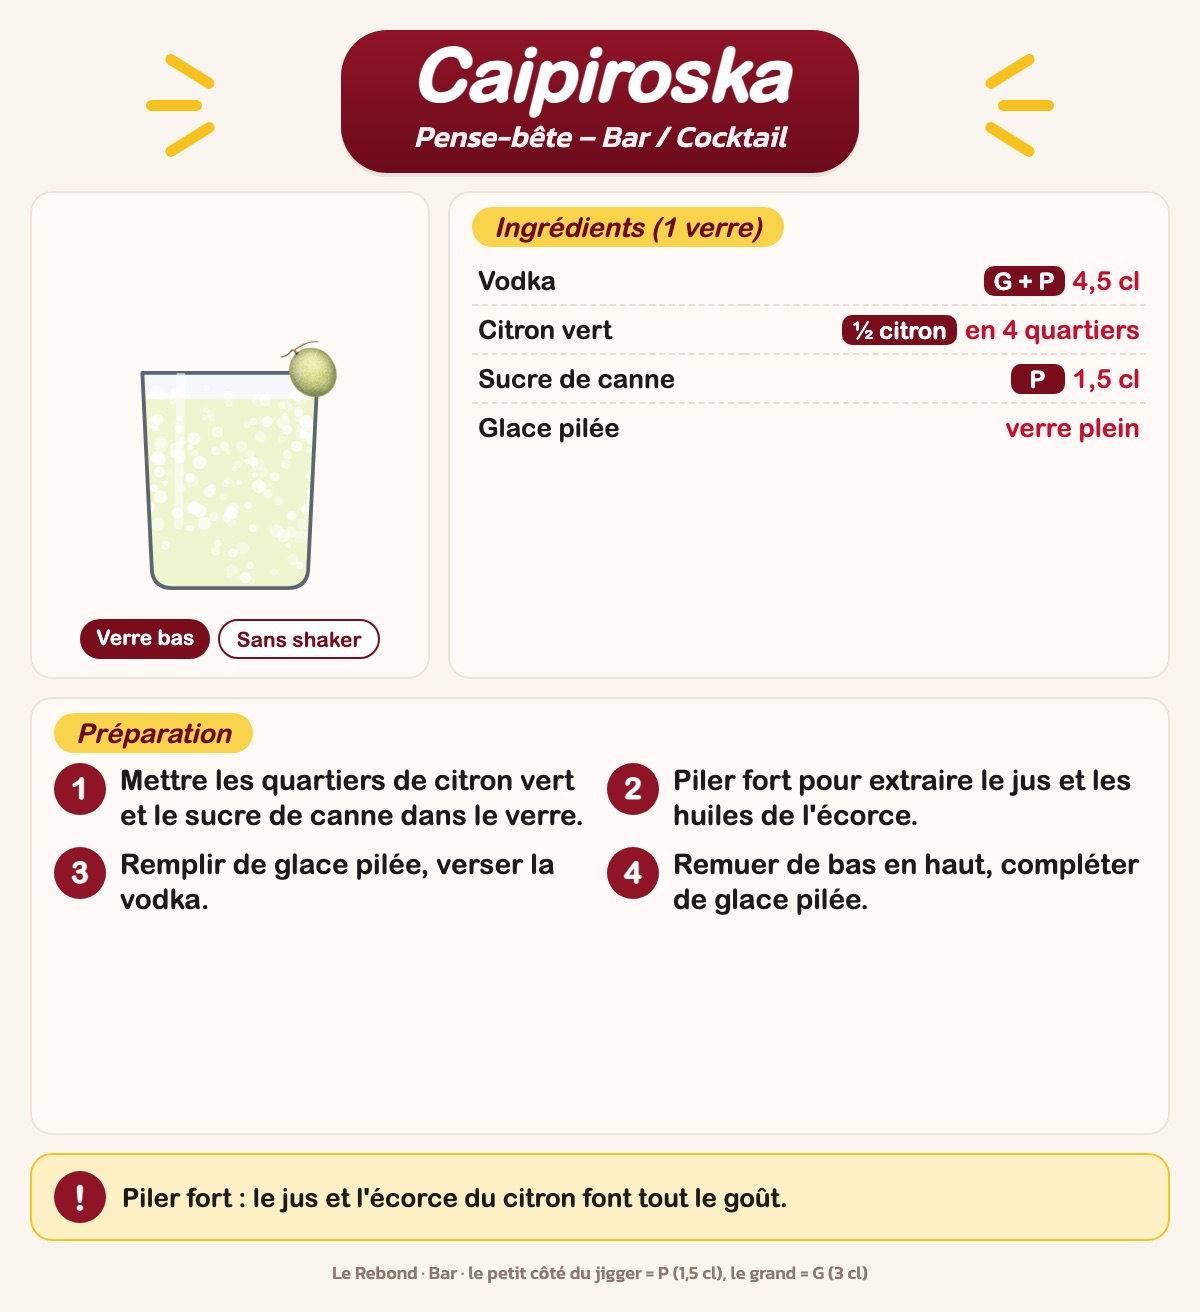 Caipiroska
Pense-bête – Bar / Cocktail
Ingrédients (1 verre)
Vodka G + P 4,5 cl
Citron vert ½ citron en 4 quartiers
Sucre de canne P 1,5 cl
Glace pilée verre plein
Verre bas Sans shaker
Préparation
1 Mettre les quartiers de citron vert
et le sucre de canne dans le verre.
2 Piler fort pour extraire le jus et les
huiles de l'écorce.
3 Remplir de glace pilée, verser la
vodka.
4 Remuer de bas en haut, compléter
de glace pilée.
! Piler fort : le jus et l'écorce du citron font tout le goût.
Le Rebond · Bar · le petit côté du jigger = P (1,5 cl), le grand = G (3 cl)